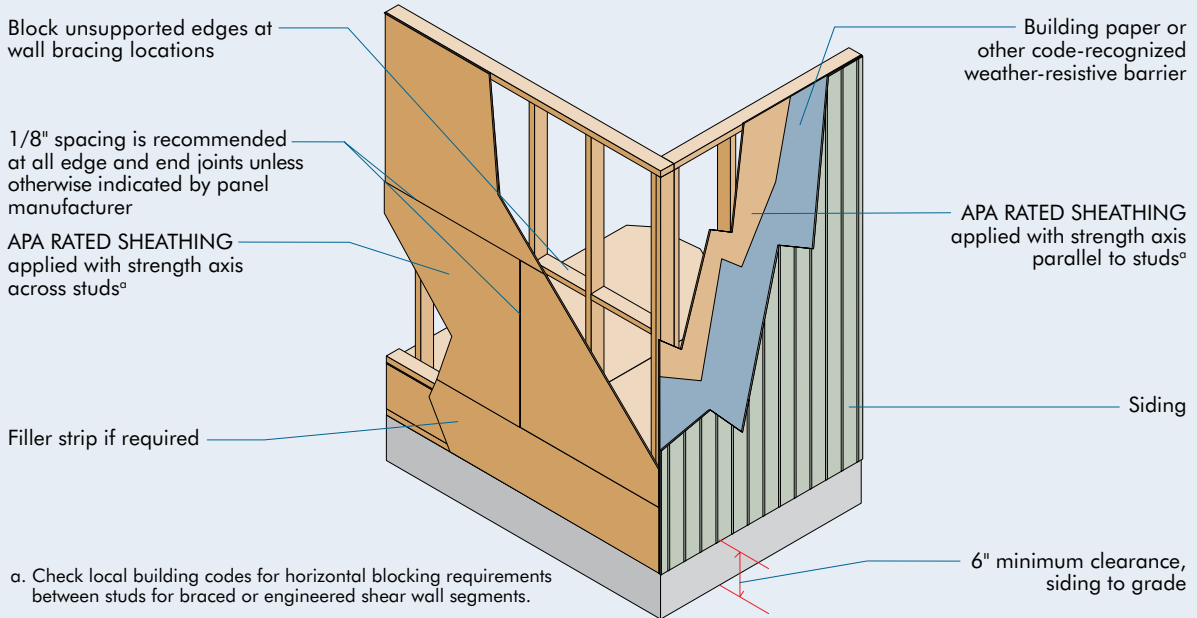 Block unsupported edges at
wall bracing locations
1/8" spacing is recommended
at all edge and end joints unless
otherwise indicated by panel
manufacturer
APA RATED SHEATHING
applied with strength axis
across studsᵃ
Filler strip if required
a. Check local building codes for horizontal blocking requirements
between studs for braced or engineered shear wall segments.
Building paper or
other code-recognized
weather-resistive barrier
APA RATED SHEATHING
applied with strength axis
parallel to studsᵃ
Siding
6" minimum clearance,
siding to grade